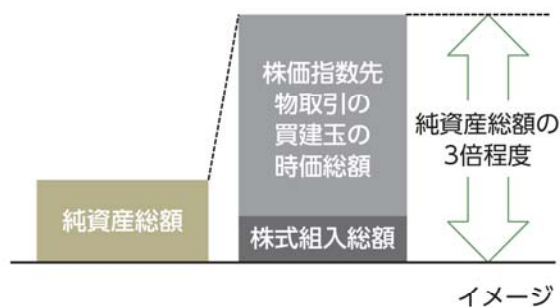 株価指数先
物取引の
買建玉の
時価総額
純資産総額の
3倍程度
純資産総額
株式組入総額
イメージ